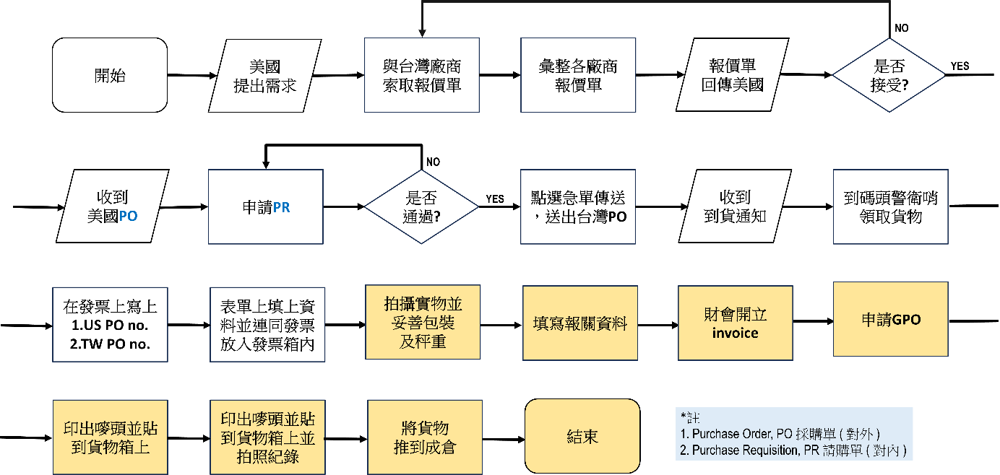 NO
開始
美國
提出需求
與台灣廠商
索取報價單
彙整各廠商
報價單
報價單
回傳美國
是否
接受?
YES
NO
收到
美國PO
申請PR
是否
通過?
YES
點選急單傳送
，送出台灣PO
收到
到貨通知
到碼頭警衛哨
領取貨物
在發票上寫上
1.US PO no.
2.TW PO no.
表單上填上資
料並連同發票
放入發票箱內
拍攝實物並
妥善包裝
及秤重
填寫報關資料
財會開立
invoice
申請GPO
印出嘜頭並貼
到貨物箱上
印出嘜頭並貼
到貨物箱上並
拍照紀錄
將貨物
推到成倉
結束
*註
1. Purchase Order, PO 採購單 ( 對外 )
2. Purchase Requisition, PR 請購單 ( 對內 )